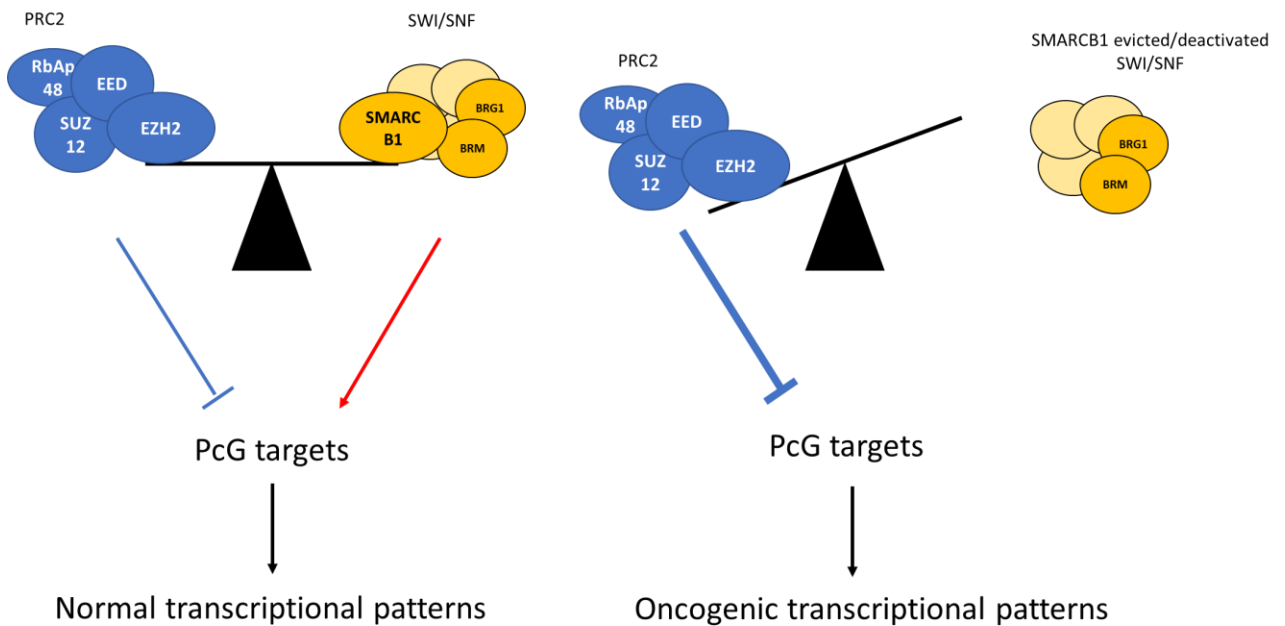 PRC2
SWI/SNF
RbAp
48
EED
SUZ
12
EZH2
SMARC
B1
BRG1
BRM
PcG targets
Normal transcriptional patterns
PRC2
SMARCB1 evicted/deactivated
SWI/SNF
RbAp
48
EED
SUZ
12
EZH2
BRG1
BRM
PcG targets
Oncogenic transcriptional patterns